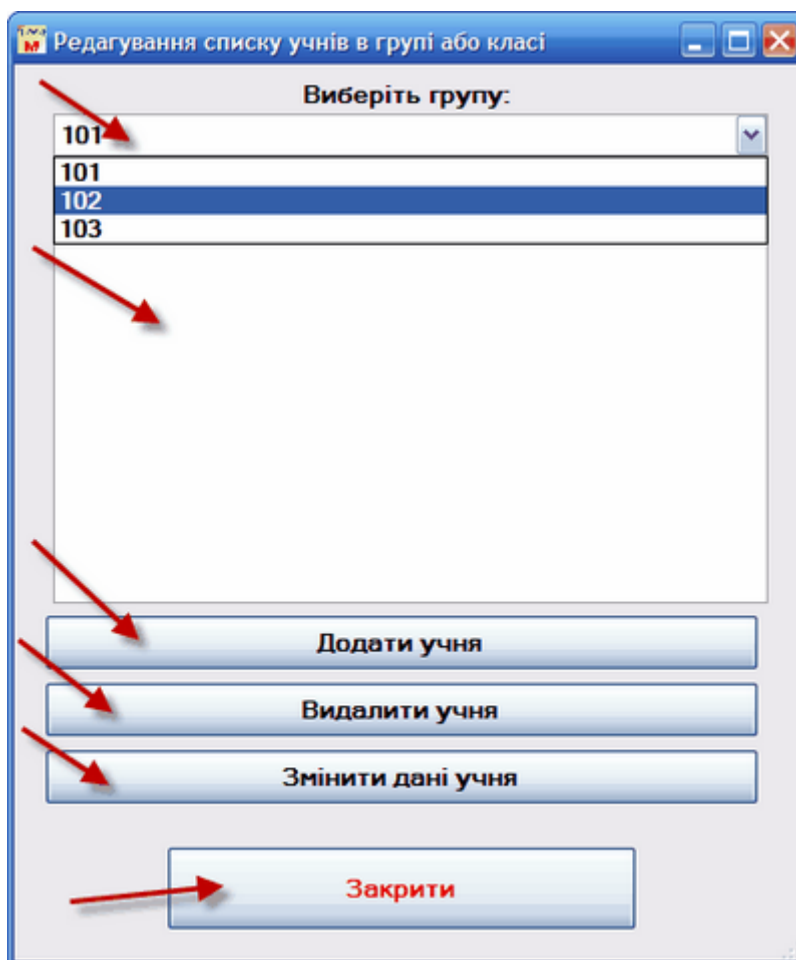 Редагування списку учнів в групі або класі
Виберіть групу:
101
101
102
103
Додати учня
Видалити учня
Змінити дані учня
Закрити